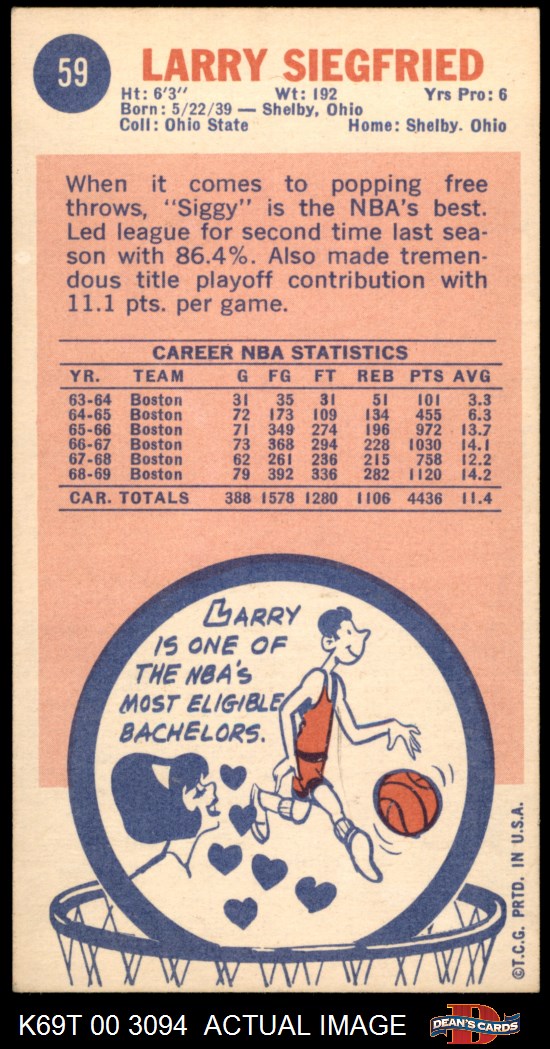 59
LARRY SIEGFRIED
Ht: 6'3" Wt: 192 Yrs Pro: 6
Born: 5/22/39 — Shelby, Ohio
Coll: Ohio State Home: Shelby. Ohio
When it comes to popping free
throws, "Siggy" is the NBA's best.
Led league for second time last sea-
son with 86.4%. Also made tremen-
dous title playoff contribution with
11.1 pts. per game.
CAREER NBA STATISTICS
YR. TEAM G FG FT REB PTS AVG
63-64 Boston 31 35 31 51 101 3.3
64-65 Boston 72 173 109 134 455 6.3
65-66 Boston 71 349 274 196 972 13.7
66-67 Boston 73 368 294 228 1030 14.1
67-68 Boston 62 261 236 215 758 12.2
68-69 Boston 79 392 336 282 1120 14.2
CAR. TOTALS 388 1578 1280 1106 4436 11.4
LARRY
IS ONE OF
THE NBA'S
MOST ELIGIBLE
BACHELORS.
©T.C.G. PRTD. IN U.S.A.
K69T 00 3094 ACTUAL IMAGE
D
DEAN'S CARDS